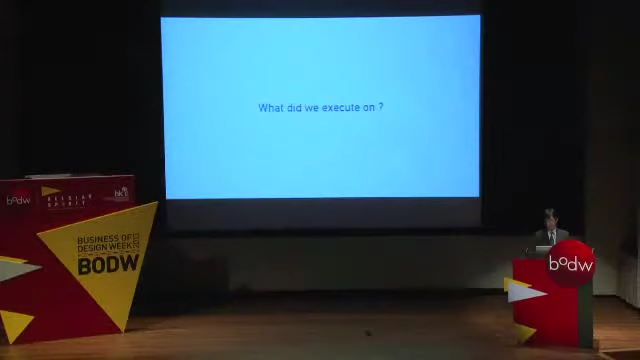 What did we execute on ?
bodw
BUSINESS OF
DESIGN WEEK
BODW
bodw